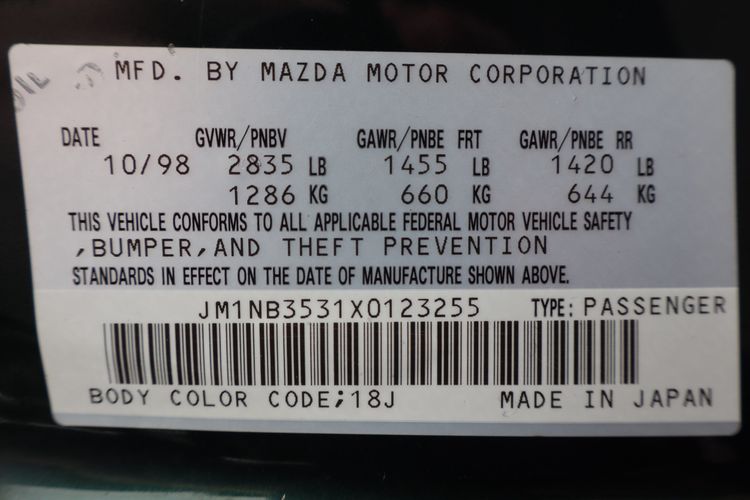 MFD. BY MAZDA MOTOR CORPORATION
DATE GVWR/PNBV GAWR/PNBE FRT GAWR/PNBE RR
10/98 2835 LB 1455 LB 1420 LB
1286 KG 660 KG 644 KG
THIS VEHICLE CONFORMS TO ALL APPLICABLE FEDERAL MOTOR VEHICLE SAFETY
,BUMPER,AND THEFT PREVENTION
STANDARDS IN EFFECT ON THE DATE OF MANUFACTURE SHOWN ABOVE.
JM1NB3531X0123255 TYPE: PASSENGER
BODY COLOR CODE;18J MADE IN JAPAN